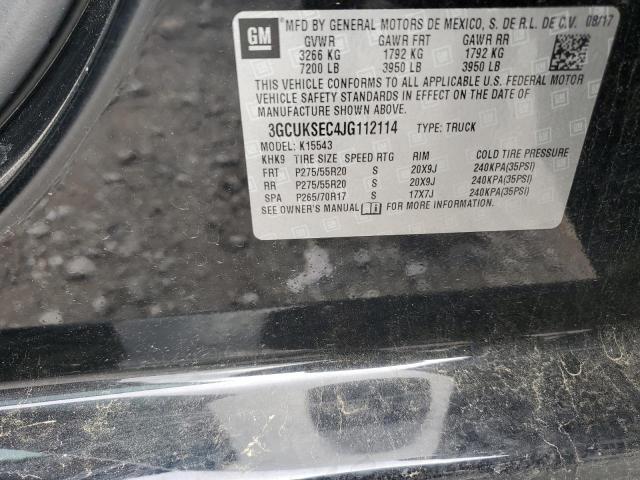 GM
MFD BY GENERAL MOTORS DE MEXICO, S. DE R.L. DE C.V. 08/17
GVWR GAWR FRT GAWR RR
3266 KG 1792 KG 1792 KG
7200 LB 3950 LB 3950 LB
THIS VEHICLE CONFORMS TO ALL APPLICABLE U.S. FEDERAL MOTOR
VEHICLE SAFETY STANDARDS IN EFFECT ON THE DATE OF
MANUFACTURE SHOWN ABOVE.
3GCUKSEC4JG112114 TYPE: TRUCK
MODEL: K15543
KHK9 TIRE SIZE SPEED RTG RIM COLD TIRE PRESSURE
FRT P275/55R20 S 20X9J 240KPA(35PSI)
RR P275/55R20 S 20X9J 240KPA(35PSI)
SPA P265/70R17 S 17X7J 240KPA(35PSI)
SEE OWNER'S MANUAL FOR MORE INFORMATION.